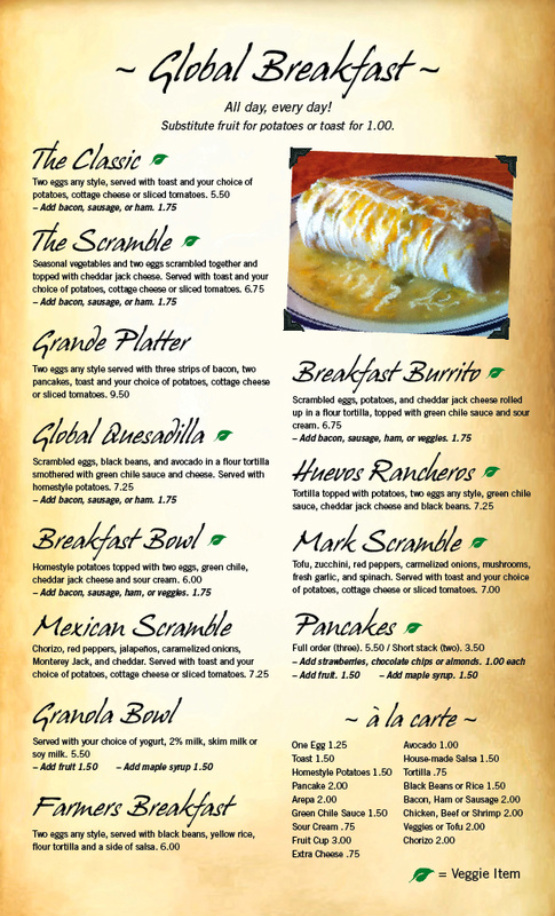 ~ Global Breakfast ~
All day, every day!
Substitute fruit for potatoes or toast for 1.00.
The Classic
Two eggs any style, served with toast and your choice of
potatoes, cottage cheese or sliced tomatoes. 5.50
– Add bacon, sausage, or ham. 1.75
The Scramble
Seasonal vegetables and two eggs scrambled together and
topped with cheddar jack cheese. Served with toast and your
choice of potatoes, cottage cheese or sliced tomatoes. 6.75
– Add bacon, sausage, or ham. 1.75
Grande Platter
Two eggs any style served with three strips of bacon, two
pancakes, toast and your choice of potatoes, cottage cheese
or sliced tomatoes. 9.50
Global Quesadilla
Scrambled eggs, black beans, and avocado in a flour tortilla
smothered with green chile sauce and cheese. Served with
homestyle potatoes. 7.25
– Add bacon, sausage, or ham. 1.75
Breakfast Bowl
Homestyle potatoes topped with two eggs, green chile,
cheddar jack cheese and sour cream. 6.00
– Add bacon, sausage, ham, or veggies. 1.75
Mexican Scramble
Chorizo, red peppers, jalapeños, caramelized onions,
Monterey Jack, and cheddar. Served with toast and your
choice of potatoes, cottage cheese or sliced tomatoes. 7.25
Granola Bowl
Served with your choice of yogurt, 2% milk, skim milk or
soy milk. 5.50
– Add fruit 1.50 – Add maple syrup 1.50
Farmers Breakfast
Two eggs any style, served with black beans, yellow rice,
flour tortilla and a side of salsa. 6.00
Breakfast Burrito
Scrambled eggs, potatoes, and cheddar jack cheese rolled
up in a flour tortilla, topped with green chile sauce and sour
cream. 6.75
– Add bacon, sausage, ham, or veggies. 1.75
Huevos Rancheros
Tortilla topped with potatoes, two eggs any style, green chile
sauce, cheddar jack cheese and black beans. 7.25
Mark Scramble
Tofu, zucchini, red peppers, carmelized onions, mushrooms,
fresh garlic, and spinach. Served with toast and your choice
of potatoes, cottage cheese or sliced tomatoes. 7.00
Pancakes
Full order (three). 5.50 / Short stack (two). 3.50
– Add strawberries, chocolate chips or almonds. 1.00 each
– Add fruit. 1.50 – Add maple syrup. 1.50
~ à la carte ~
One Egg 1.25
Toast 1.50
Homestyle Potatoes 1.50
Pancake 2.00
Arepa 2.00
Green Chile Sauce 1.50
Sour Cream .75
Fruit Cup 3.00
Extra Cheese .75
Avocado 1.00
House-made Salsa 1.50
Tortilla .75
Black Beans or Rice 1.50
Bacon, Ham or Sausage 2.00
Chicken, Beef or Shrimp 2.00
Veggies or Tofu 2.00
Chorizo 2.00
= Veggie Item